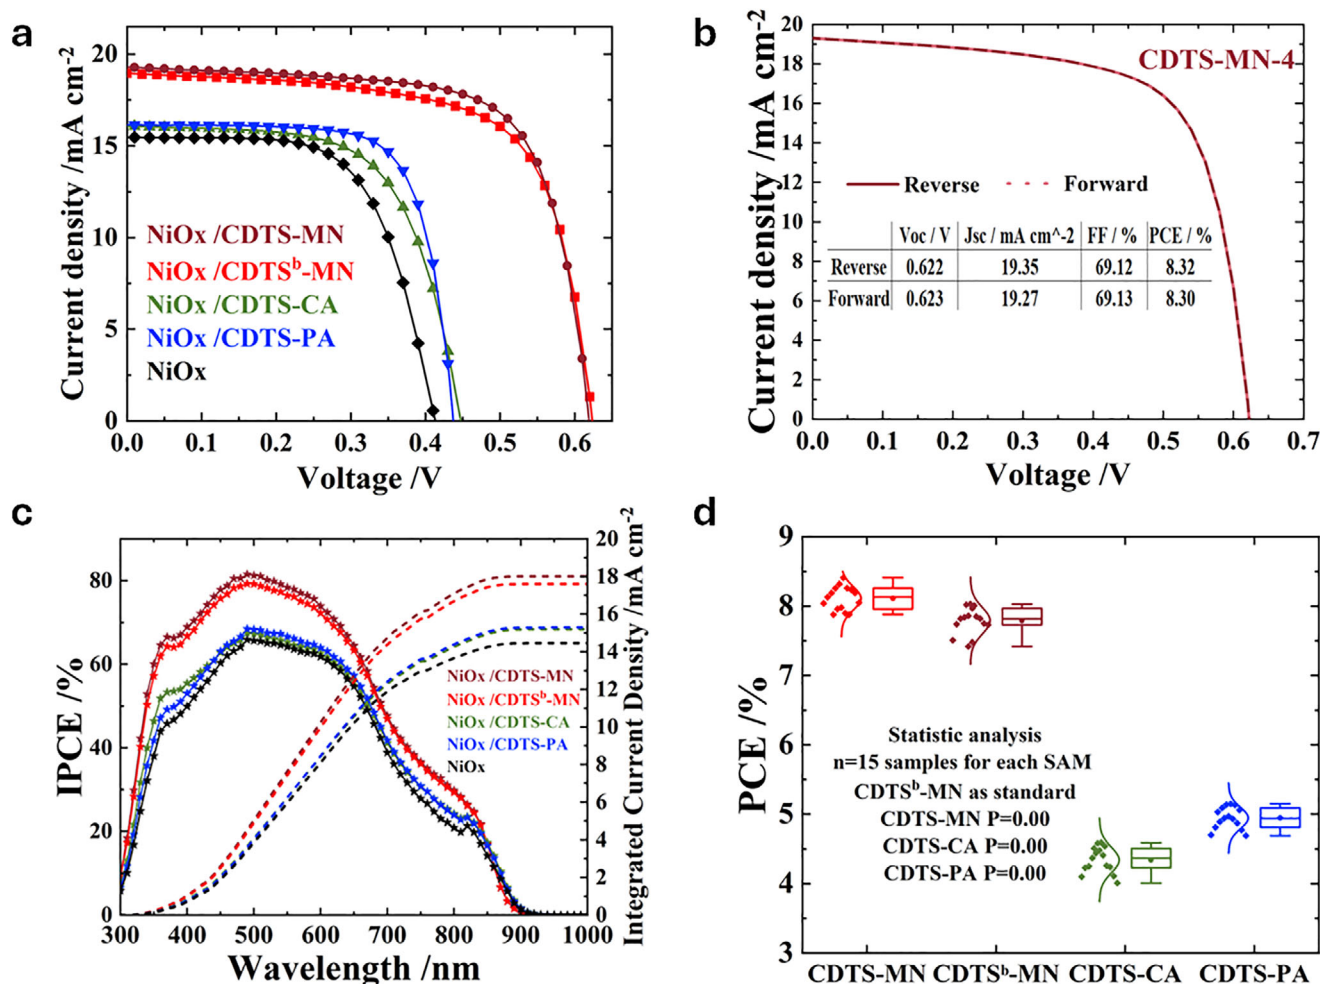 a
Current density /mA cm-2
20
15
10
5
0
NiOx /CDTS-MN
NiOx /CDTSb-MN
NiOx /CDTS-CA
NiOx /CDTS-PA
NiOx
0.0 0.1 0.2 0.3 0.4 0.5 0.6
Voltage /V
b
Current density /mA cm-2
20
18
16
14
12
10
8
6
4
2
0
CDTS-MN-4
Reverse Forward
Voc / V Jsc / mA cm^-2 FF / % PCE / %
Reverse 0.622 19.35 69.12 8.32
Forward 0.623 19.27 69.13 8.30
0.0 0.1 0.2 0.3 0.4 0.5 0.6 0.7
Voltage /V
c
IPCE /%
80
60
40
20
0
NiOx /CDTS-MN
NiOx /CDTSb-MN
NiOx /CDTS-CA
NiOx /CDTS-PA
NiOx
20
18
16
14
12
10
8
6
4
2
0
Integrated Current Density /mA cm-2
300 400 500 600 700 800 900 1000
Wavelength /nm
d
PCE /%
9
8
7
6
5
4
3
Statistic analysis
n=15 samples for each SAM
CDTSb-MN as standard
CDTS-MN P=0.00
CDTS-CA P=0.00
CDTS-PA P=0.00
CDTS-MN CDTSb-MN CDTS-CA CDTS-PA